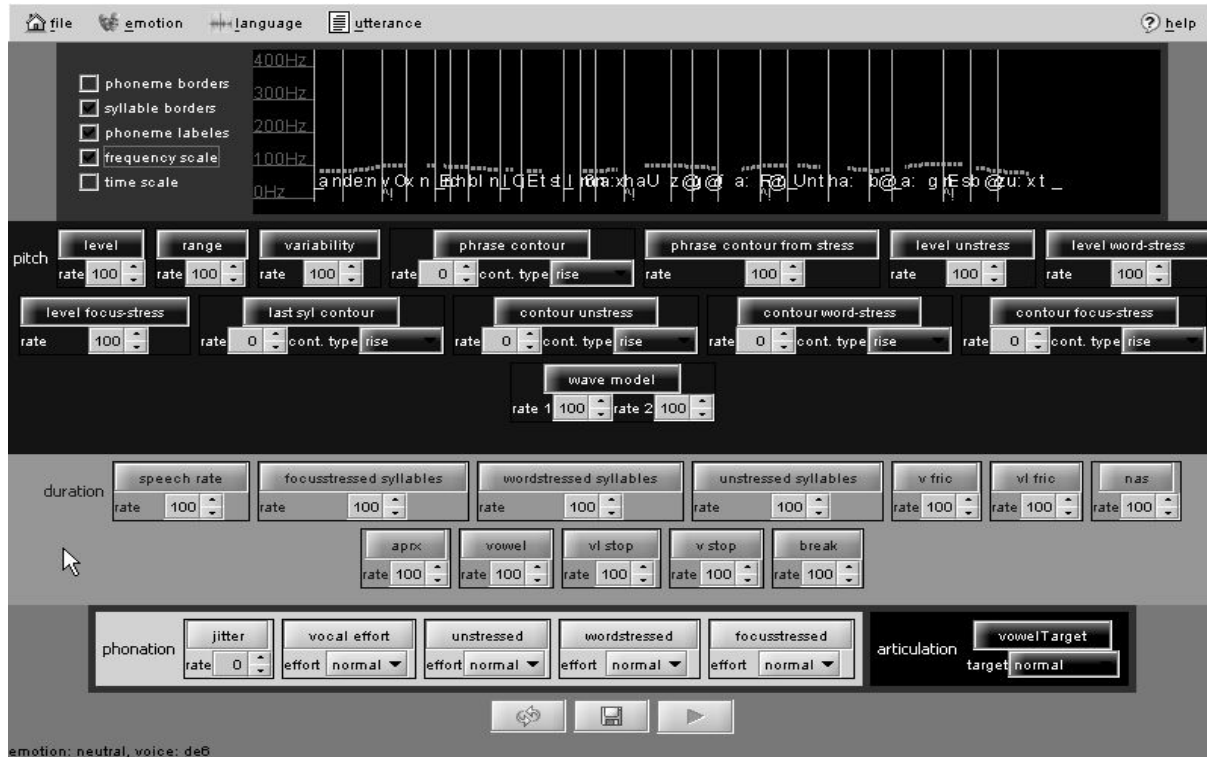 file emotion language utterance help
phoneme borders
syllable borders
phoneme labeles
frequency scale
time scale
400Hz
300Hz
200Hz
100Hz
0Hz
pitch
level range variability phrase contour phrase contour from stress level unstress level word-stress
rate 100 rate 100 rate 100 rate 0 cont. type rise rate 100 rate 100 rate 100
level focus-stress last syl contour contour unstress contour word-stress contour focus-stress
rate 100 rate 0 cont. type rise rate 0 cont. type rise rate 0 cont. type rise rate 0 cont. type rise
wave model
rate 1 100 rate 2 100
duration
speech rate focusstressed syllables wordstressed syllables unstressed syllables v fric vl fric nas
rate 100 rate 100 rate 100 rate 100 rate 100 rate 100 rate 100
aprx vowel vl stop v stop break
rate 100 rate 100 rate 100 rate 100 rate 100
phonation
jitter vocal effort unstressed wordstressed focusstressed
rate 0 effort normal effort normal effort normal effort normal
articulation
vowelTarget
target normal
emotion: neutral, voice: de6